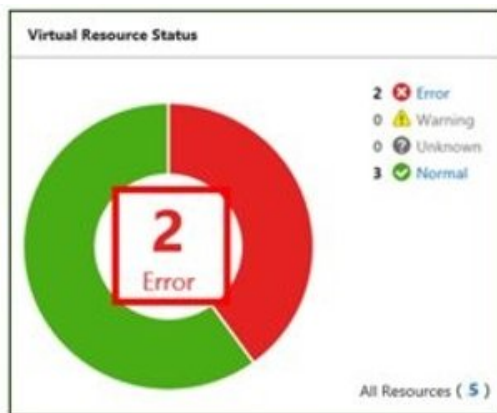 Virtual Resource Status
2 Error
0 Warning
0 Unknown
3 Normal
2
Error
All Resources ( 5 )